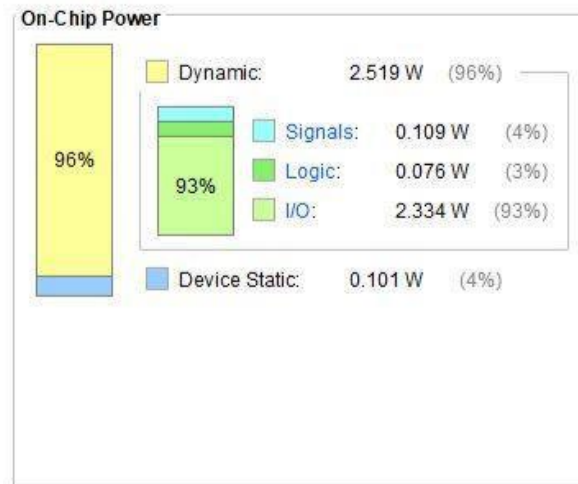 On-Chip Power
Dynamic: 2.519 W (96%)
96%
Signals: 0.109 W (4%)
Logic: 0.076 W (3%)
93%
I/O: 2.334 W (93%)
Device Static: 0.101 W (4%)